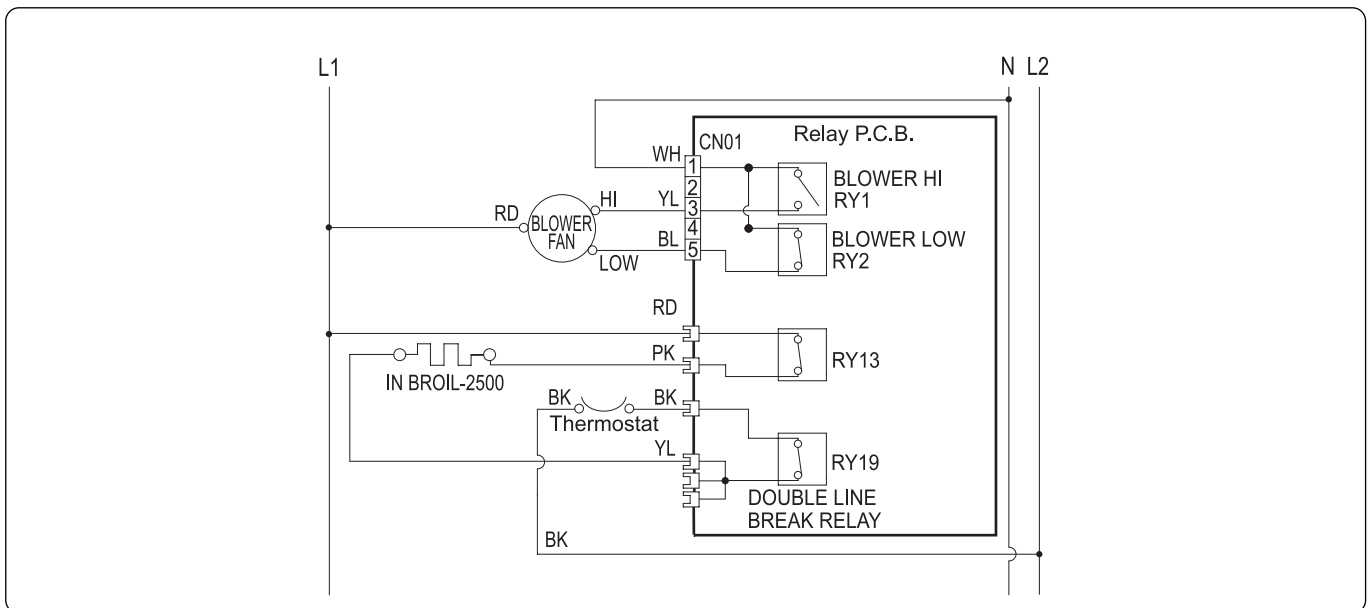 L1
N L2
Relay P.C.B.
CN01
WH
1
BLOWER HI
RY1
2
HI
YL
3
RD
BLOWER
FAN
4
BLOWER LOW
RY2
BL
5
LOW
RD
PK
RY13
IN BROIL-2500
BK
BK
Thermostat
YL
RY19
DOUBLE LINE
BREAK RELAY
BK